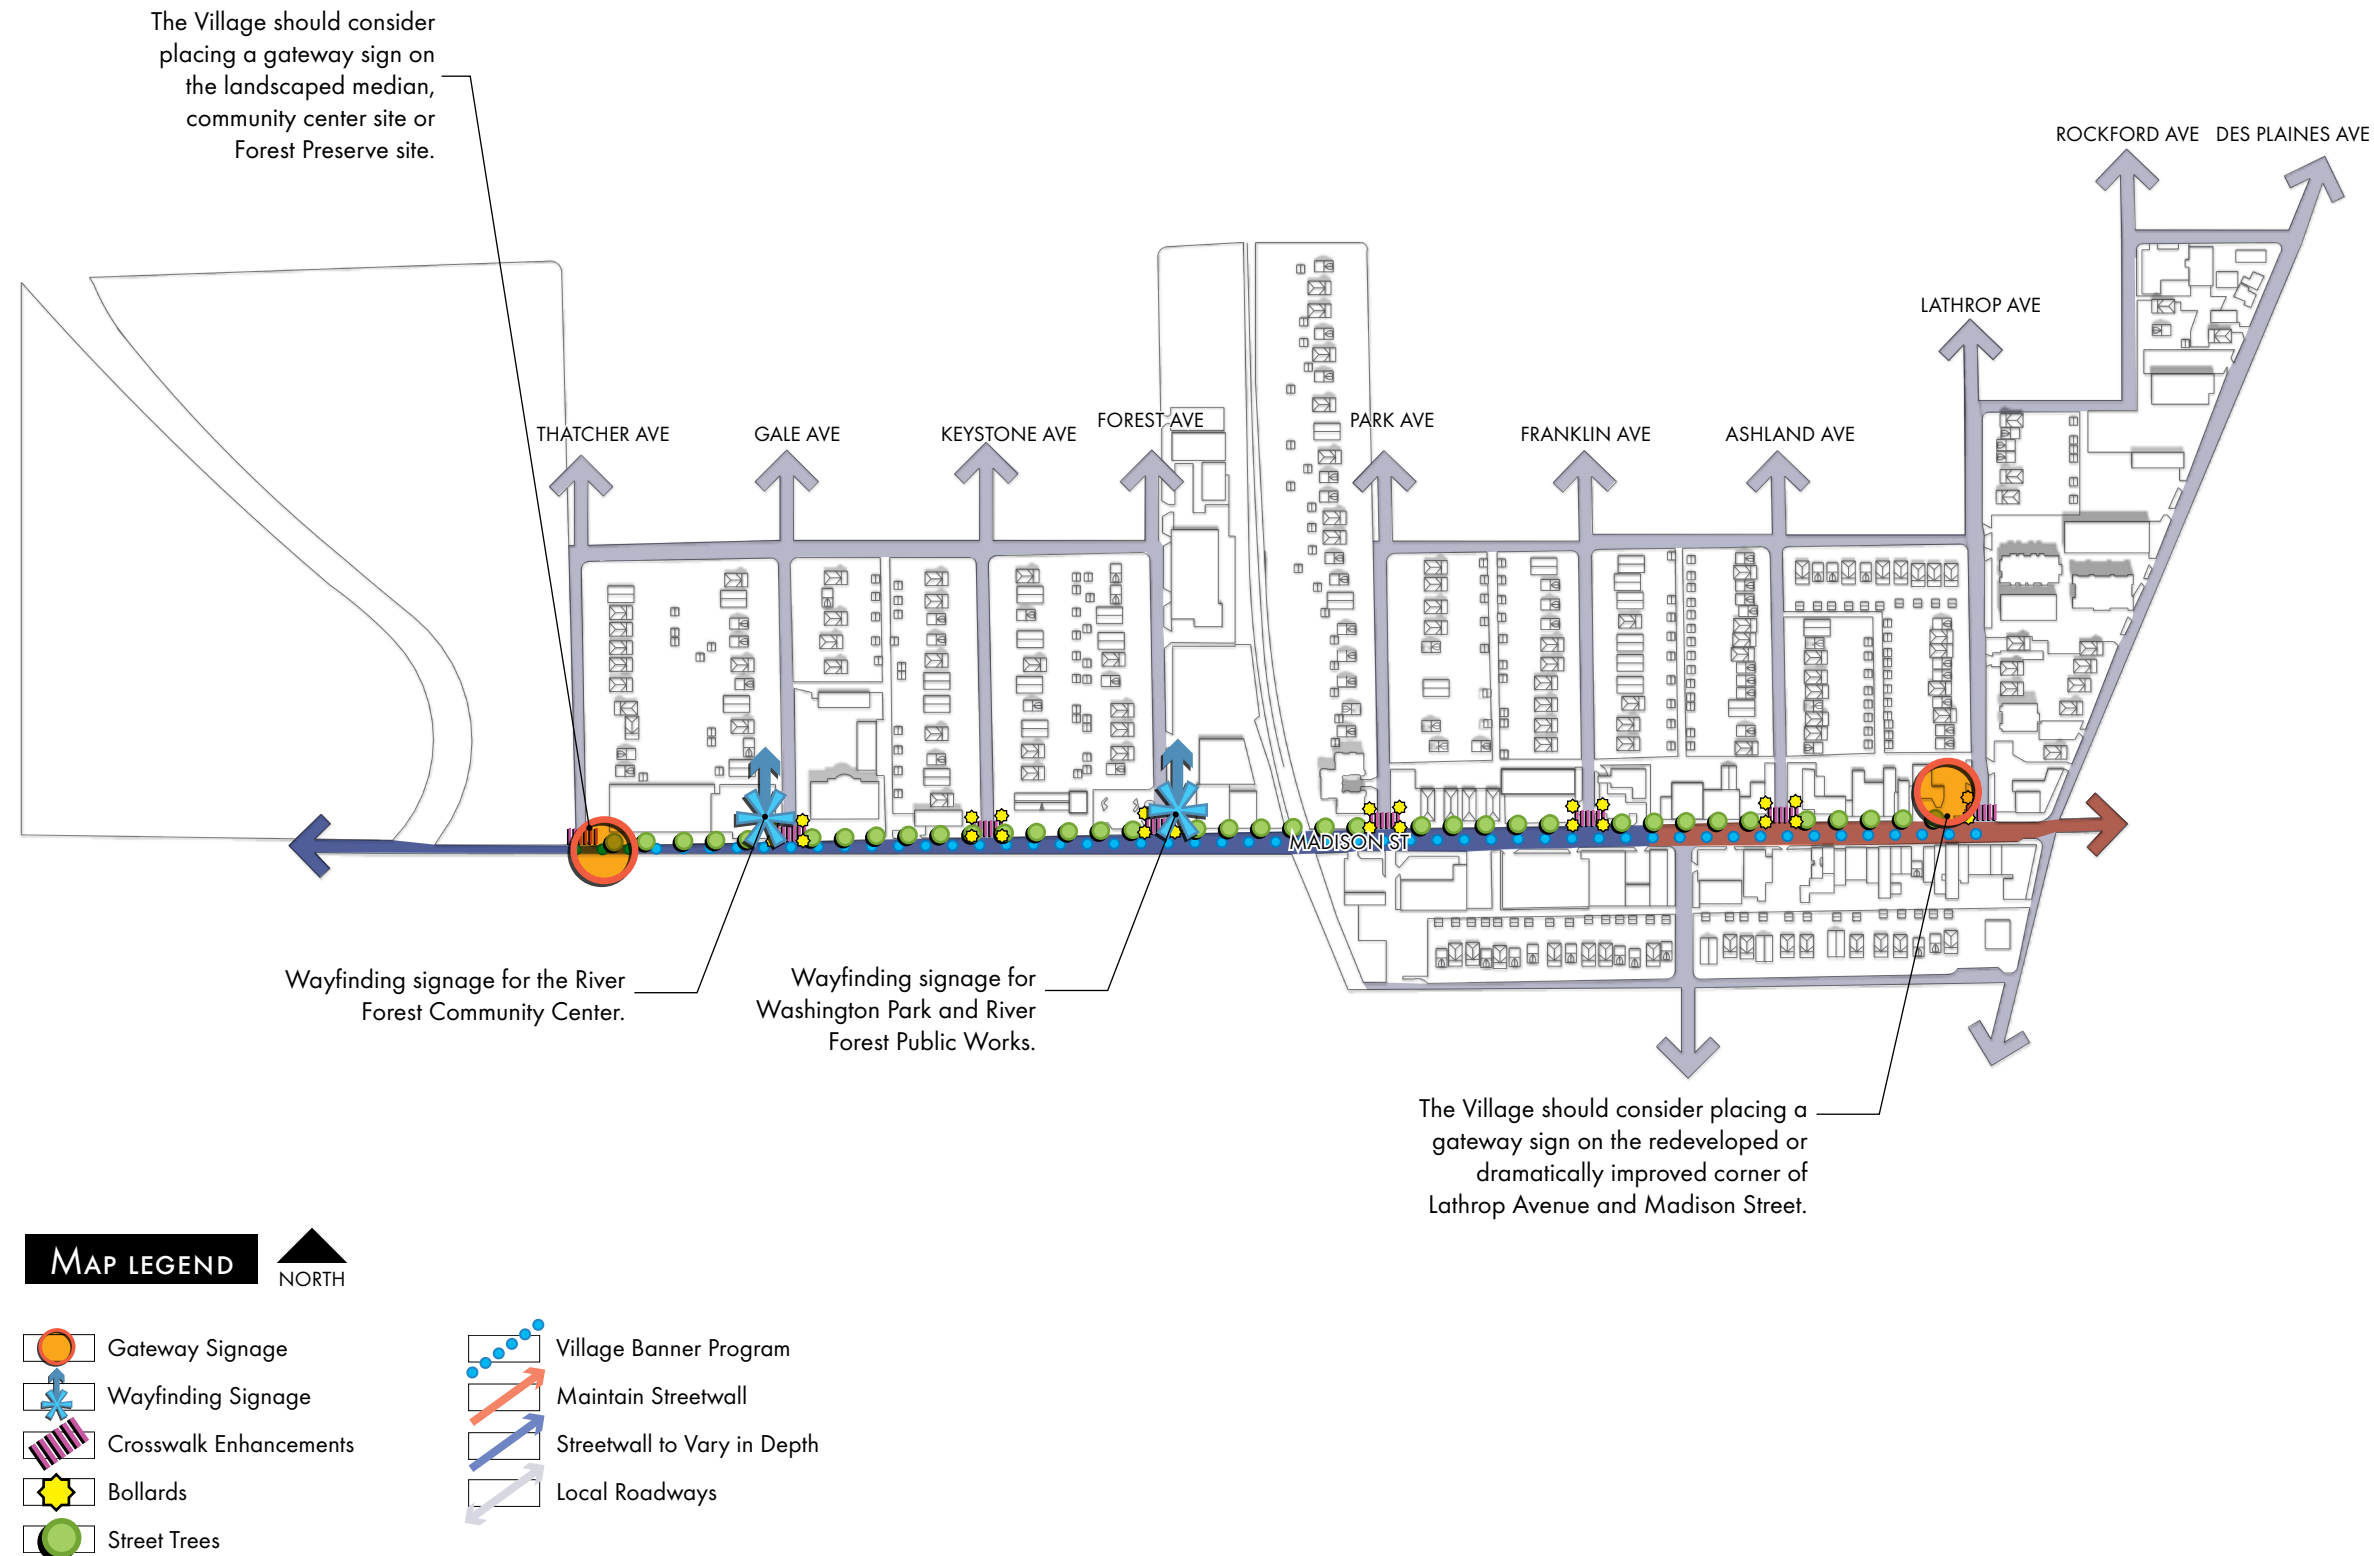 The Village should consider
placing a gateway sign on
the landscaped median,
community center site or
Forest Preserve site.
ROCKFORD AVE
DES PLAINES AVE
LATHROP AVE
THATCHER AVE
GALE AVE
KEYSTONE AVE
FOREST AVE
PARK AVE
FRANKLIN AVE
ASHLAND AVE
MADISON ST
Wayfinding signage for the River
Forest Community Center.
Wayfinding signage for
Washington Park and River
Forest Public Works.
The Village should consider placing a
gateway sign on the redeveloped or
dramatically improved corner of
Lathrop Avenue and Madison Street.
MAP LEGEND
NORTH
Gateway Signage
Wayfinding Signage
Crosswalk Enhancements
Bollards
Street Trees
Village Banner Program
Maintain Streetwall
Streetwall to Vary in Depth
Local Roadways